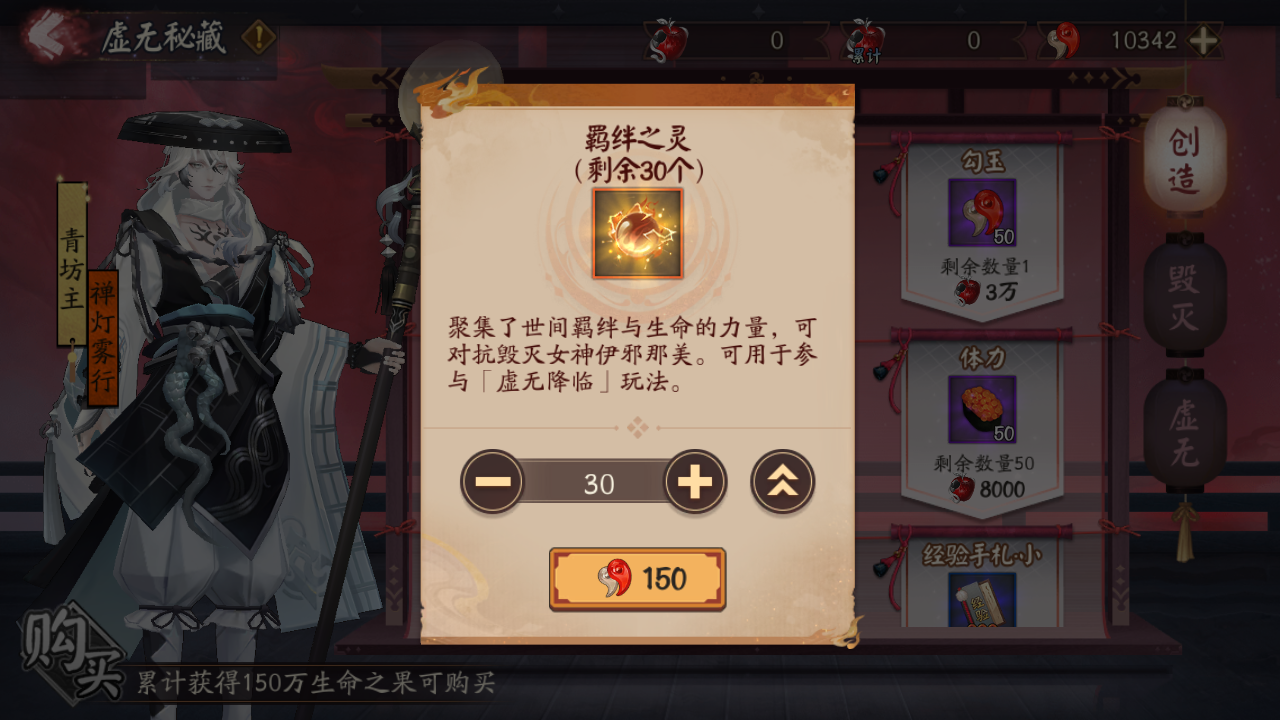 虚无秘藏
!
0
累计
0
10342
青坊主
禅灯雾行
羁绊之灵
（剩余30个）
聚集了世间羁绊与生命的力量，可
对抗毁灭女神伊邪那美。可用于参
与「虚无降临」玩法。
30
150
勾玉
50
剩余数量1
3万
体力
50
剩余数量50
8000
经验手札·小
经验
创造
毁灭
虚无
购买
累计获得150万生命之果可购买